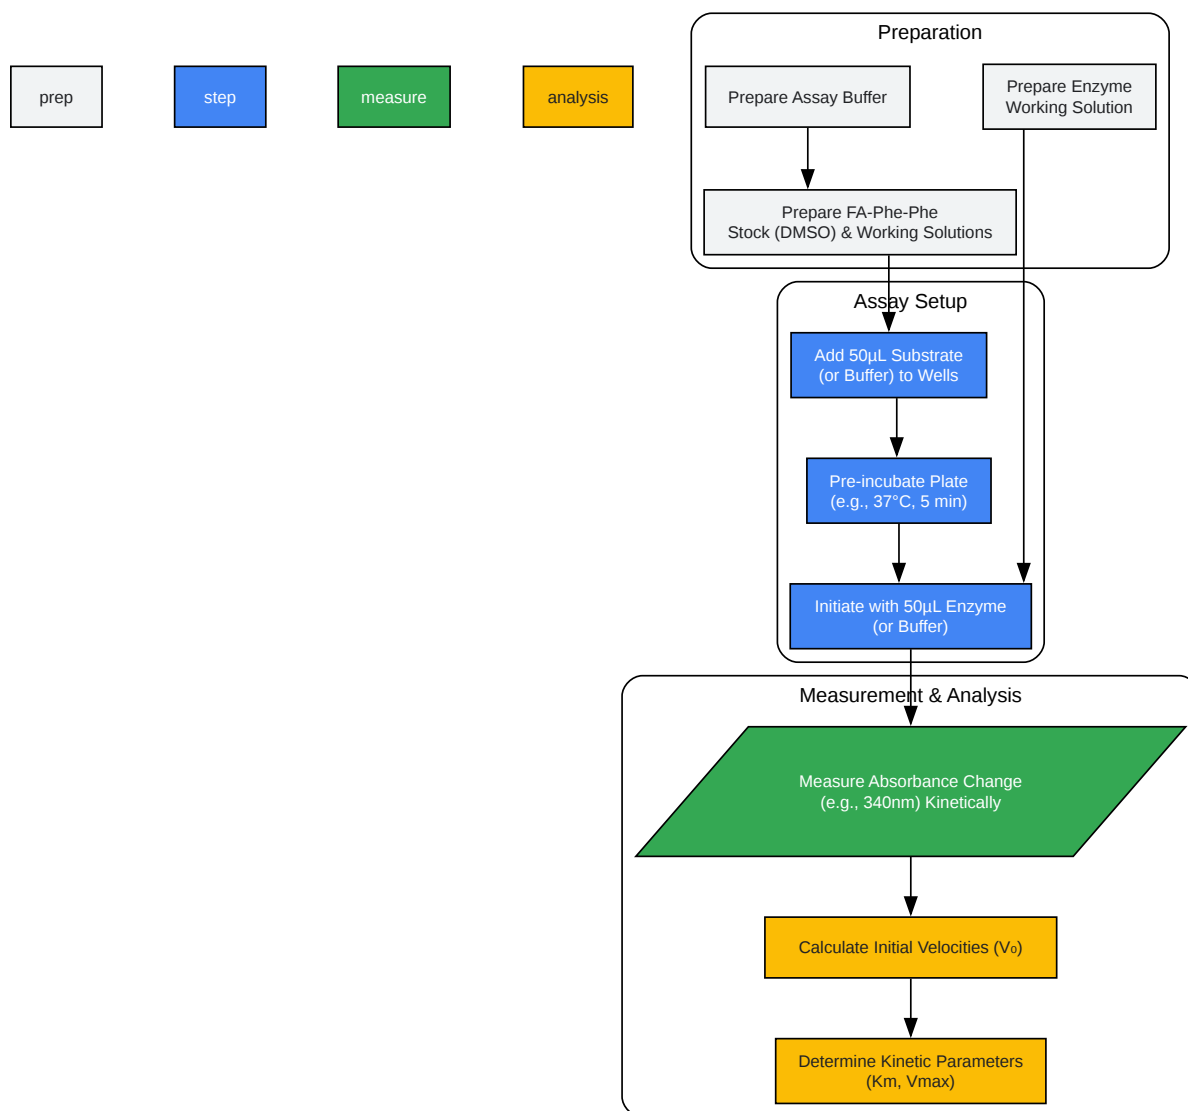 prep
step
measure
analysis
Preparation
Prepare Assay Buffer
Prepare Enzyme
Working Solution
Prepare FA-Phe-Phe
Stock (DMSO) & Working Solutions
Assay Setup
Add 50µL Substrate
(or Buffer) to Wells
Pre-incubate Plate
(e.g., 37°C, 5 min)
Initiate with 50µL Enzyme
(or Buffer)
Measurement & Analysis
Measure Absorbance Change
(e.g., 340nm) Kinetically
Calculate Initial Velocities (V₀)
Determine Kinetic Parameters
(Km, Vmax)